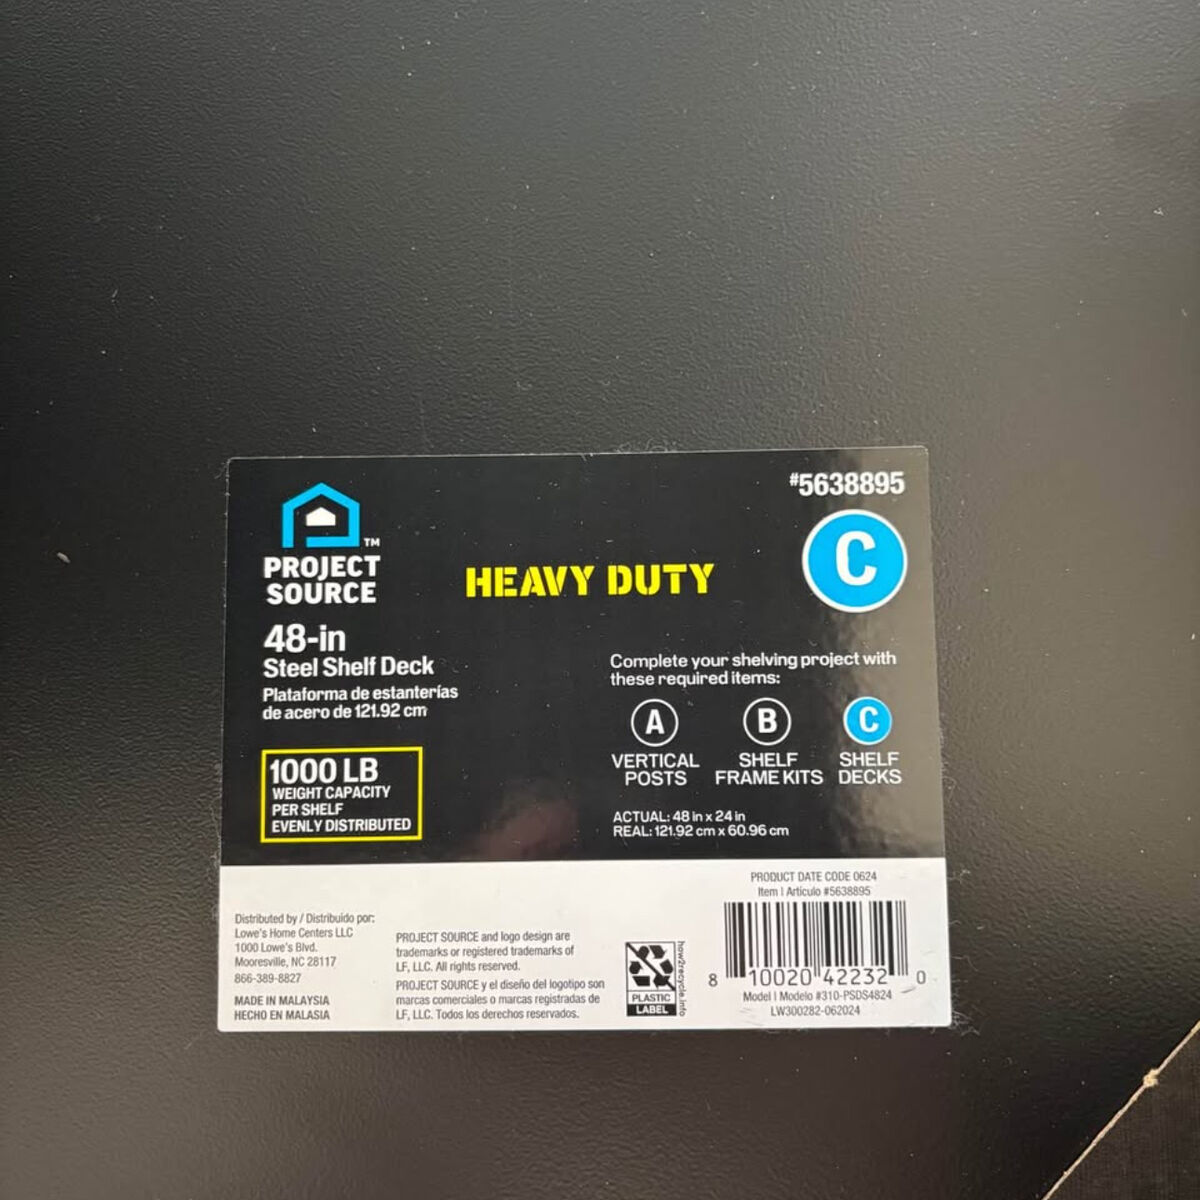 #5638895
C
TM
PROJECT
SOURCE
HEAVY DUTY
48-in
Steel Shelf Deck
Plataforma de estanterías
de acero de 121.92 cm
1000 LB
WEIGHT CAPACITY
PER SHELF
EVENLY DISTRIBUTED
Complete your shelving project with
these required items:
A B C
VERTICAL POSTS
SHELF FRAME KITS
SHELF DECKS
ACTUAL: 48 in x 24 in
REAL: 121.92 cm x 60.96 cm
Distributed by / Distribuido por:
Lowe's Home Centers LLC
1000 Lowe's Blvd.
Mooresville, NC 28117
866-389-8827
MADE IN MALAYSIA
HECHO EN MALASIA
PROJECT SOURCE and logo design are
trademarks or registered trademarks of
LF, LLC. All rights reserved.
PROJECT SOURCE y el diseño del logotipo son
marcas comerciales o marcas registradas de
LF, LLC. Todos los derechos reservados.
PLASTIC
LABEL
how2recycle.info
PRODUCT DATE CODE 0624
Item | Artículo #5638895
8 10020 42232 0
Model | Modelo #310-PSDS4824
LW300282-062024